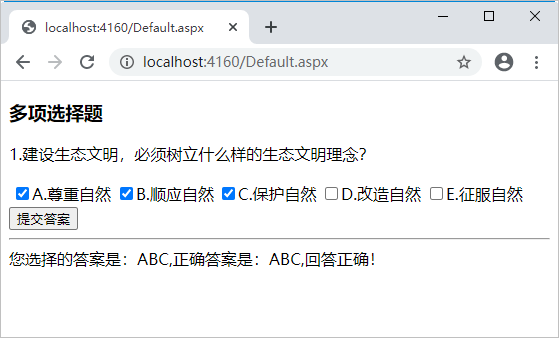 localhost:4160/Default.aspx
localhost:4160/Default.aspx
多项选择题
1.建设生态文明，必须树立什么样的生态文明理念？
A.尊重自然 B.顺应自然 C.保护自然 D.改造自然 E.征服自然
提交答案
您选择的答案是：ABC,正确答案是：ABC,回答正确！